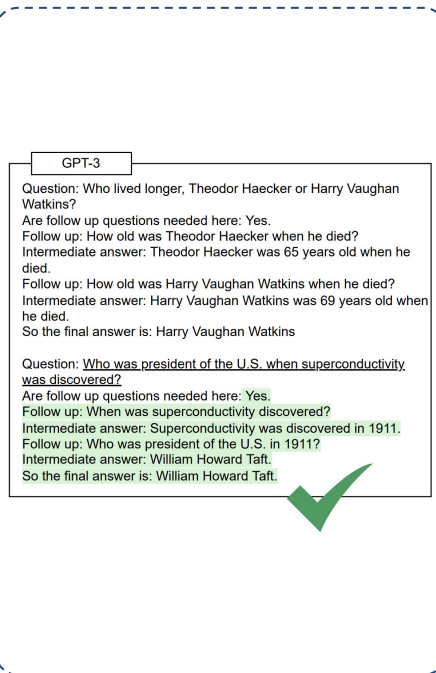 GPT-3
Question: Who lived longer, Theodor Haecker or Harry Vaughan
Watkins?
Are follow up questions needed here: Yes.
Follow up: How old was Theodor Haecker when he died?
Intermediate answer: Theodor Haecker was 65 years old when he
died.
Follow up: How old was Harry Vaughan Watkins when he died?
Intermediate answer: Harry Vaughan Watkins was 69 years old when
he died.
So the final answer is: Harry Vaughan Watkins
Question: Who was president of the U.S. when superconductivity
was discovered?
Are follow up questions needed here: Yes.
Follow up: When was superconductivity discovered?
Intermediate answer: Superconductivity was discovered in 1911.
Follow up: Who was president of the U.S. in 1911?
Intermediate answer: William Howard Taft.
So the final answer is: William Howard Taft.